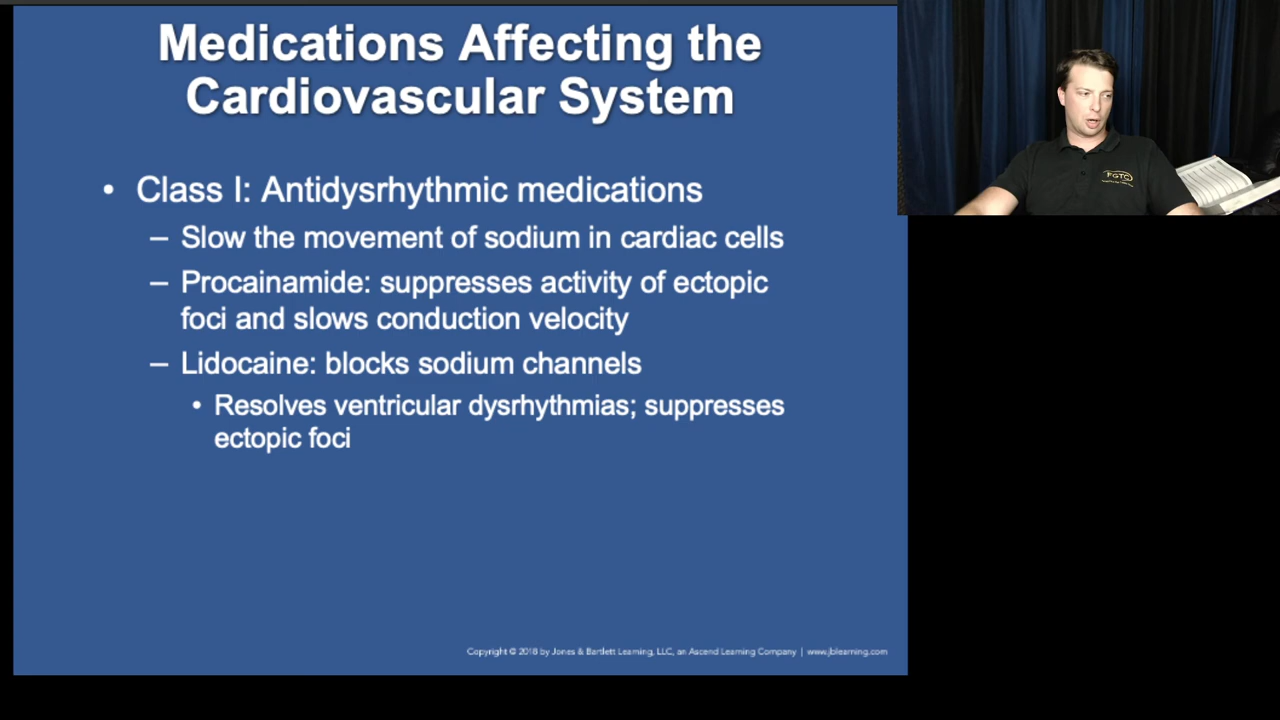 Medications Affecting the
Cardiovascular System
• Class I: Antidysrhythmic medications
– Slow the movement of sodium in cardiac cells
– Procainamide: suppresses activity of ectopic
foci and slows conduction velocity
– Lidocaine: blocks sodium channels
• Resolves ventricular dysrhythmias; suppresses
ectopic foci
Copyright © 2018 by Jones & Bartlett Learning, LLC, an Ascend Learning Company | www.jblearning.com
FGTC